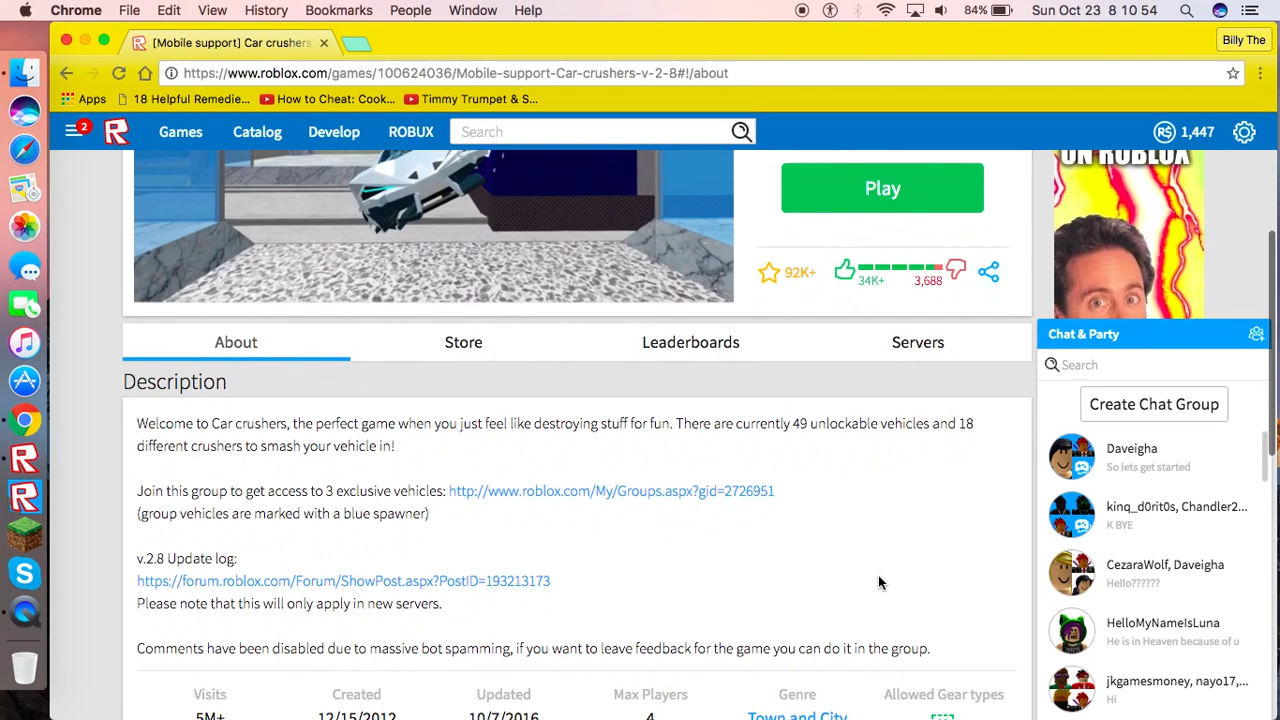 Chrome File Edit View History Bookmarks People Window Help 84% Sun Oct 23 8 10 54
[Mobile support] Car crushers Billy The
https://www.roblox.com/games/100624036/Mobile-support-Car-crushers-v-2-8#!/about
Apps 18 Helpful Remedie... How to Cheat: Cook... Timmy Trumpet & S...
2 Games Catalog Develop ROBUX Search R$ 1,447
ON ROBLOX
Play
92K+ 34K+ 3,688
Chat & Party
About Store Leaderboards Servers
Search
Description
Create Chat Group
Welcome to Car crushers, the perfect game when you just feel like destroying stuff for fun. There are currently 49 unlockable vehicles and 18
different crushers to smash your vehicle in!
Daveigha
So lets get started
Join this group to get access to 3 exclusive vehicles: http://www.roblox.com/My/Groups.aspx?gid=2726951
(group vehicles are marked with a blue spawner)
kinq_d0rit0s, Chandler2...
K BYE
v.2.8 Update log:
https://forum.roblox.com/Forum/ShowPost.aspx?PostID=193213173
Please note that this will only apply in new servers.
CezaraWolf, Daveigha
Hello??????
HelloMyNameIsLuna
He is in Heaven because of u
Comments have been disabled due to massive bot spamming, if you want to leave feedback for the game you can do it in the group.
jkgamesmoney, nayo17,...
Hi
Visits Created Updated Max Players Genre Allowed Gear types
5M+ 12/15/2012 10/7/2016 4 Town and City